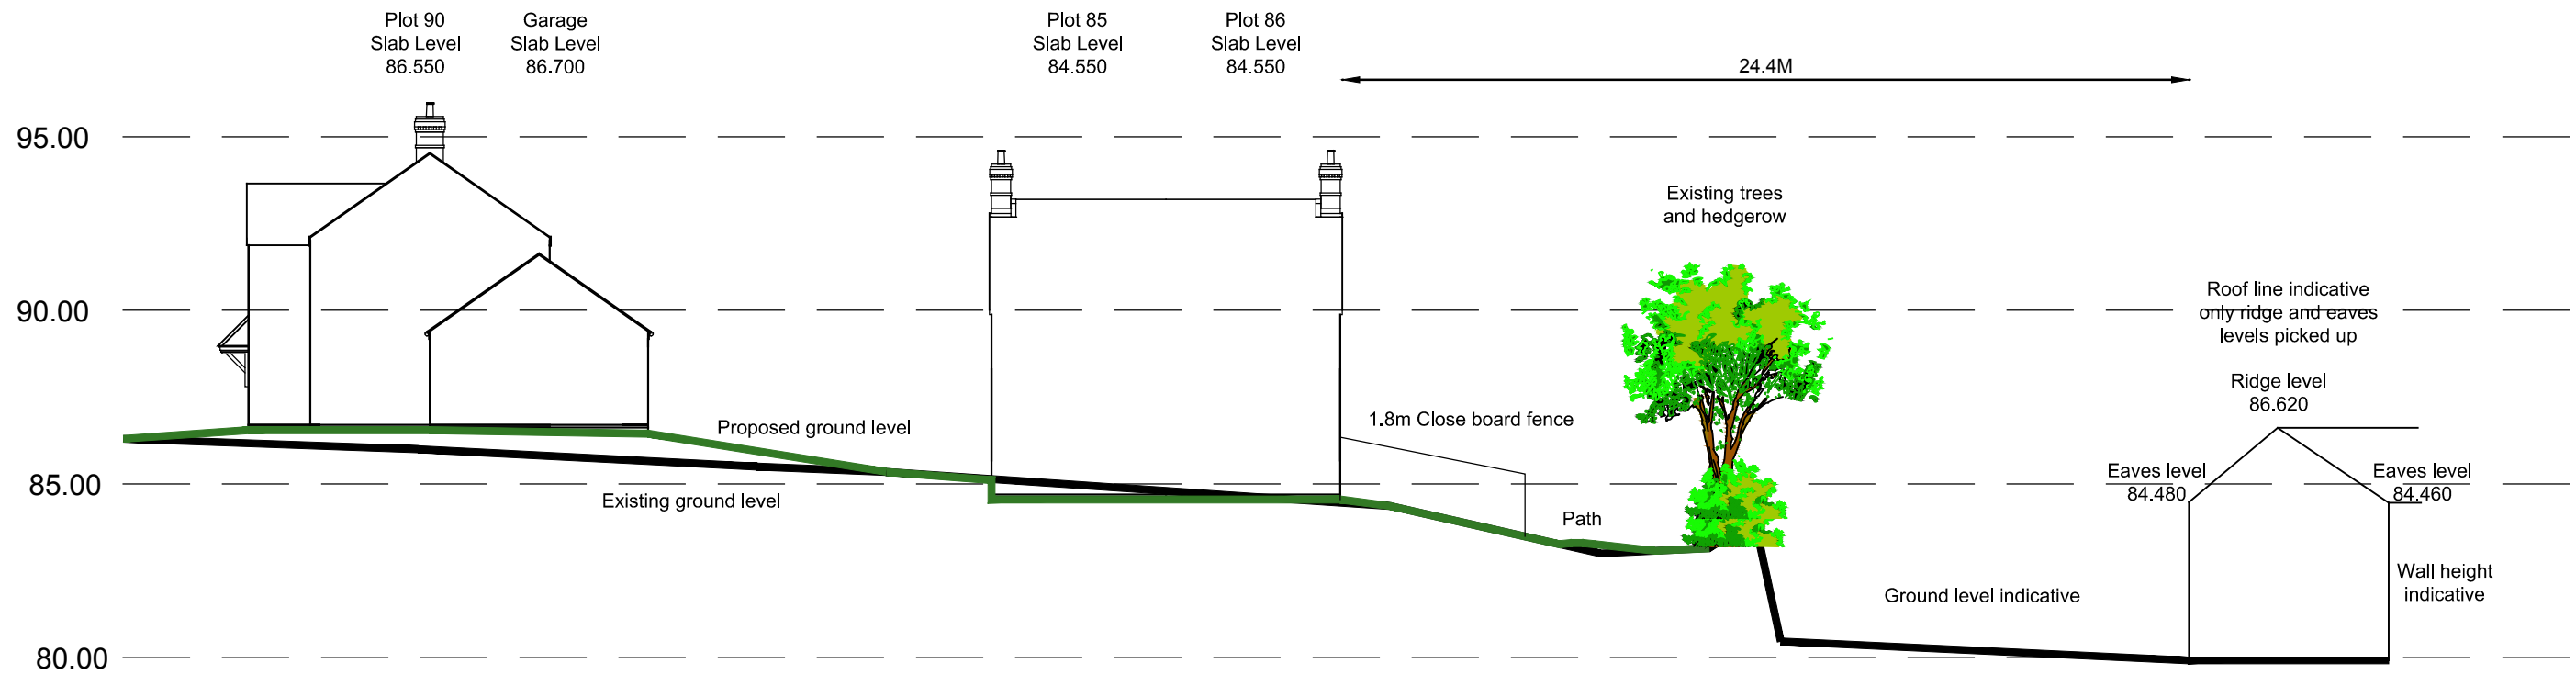 Plot 90
Slab Level
86.550
Garage
Slab Level
86.700
Plot 85
Slab Level
84.550
Plot 86
Slab Level
84.550
24.4M
95.00
Existing trees
and hedgerow
90.00
Roof line indicative
only ridge and eaves
levels picked up
Ridge level
86.620
Proposed ground level
1.8m Close board fence
85.00
Existing ground level
Eaves level
84.480
Eaves level
84.460
Path
Ground level indicative
Wall height
indicative
80.00